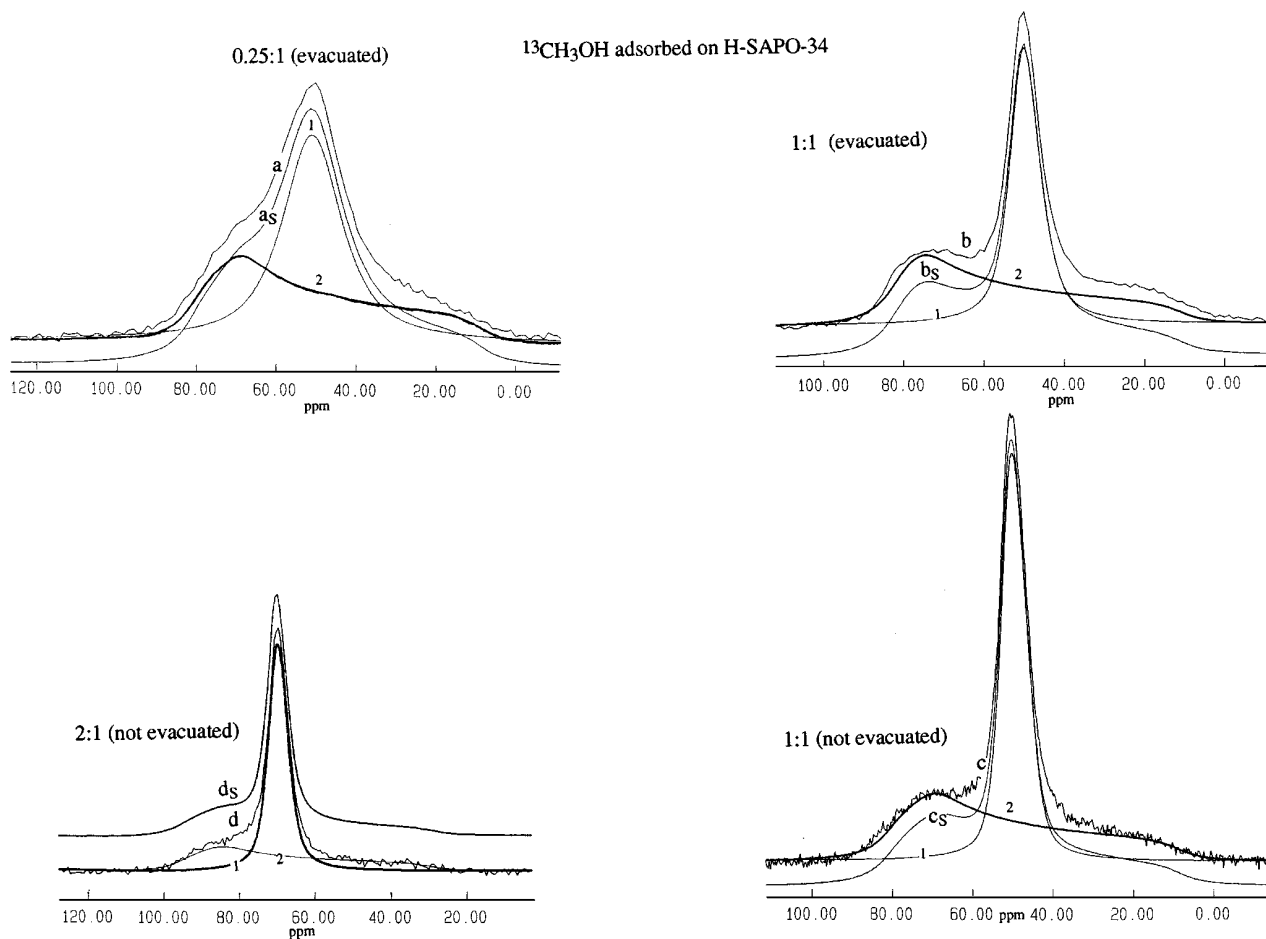 ¹³CH₃OH adsorbed on H-SAPO-34
0.25:1 (evacuated)
1
a
aS
2
120.00 100.00 80.00 60.00 40.00 20.00 0.00
ppm
1:1 (evacuated)
b
bS
2
1
100.00 80.00 60.00 40.00 20.00 0.00
ppm
2:1 (not evacuated)
dS
d
1
2
120.00 100.00 80.00 60.00 40.00 20.00
ppm
1:1 (not evacuated)
c
2
cS
1
100.00 80.00 60.00 ppm 40.00 20.00 0.00